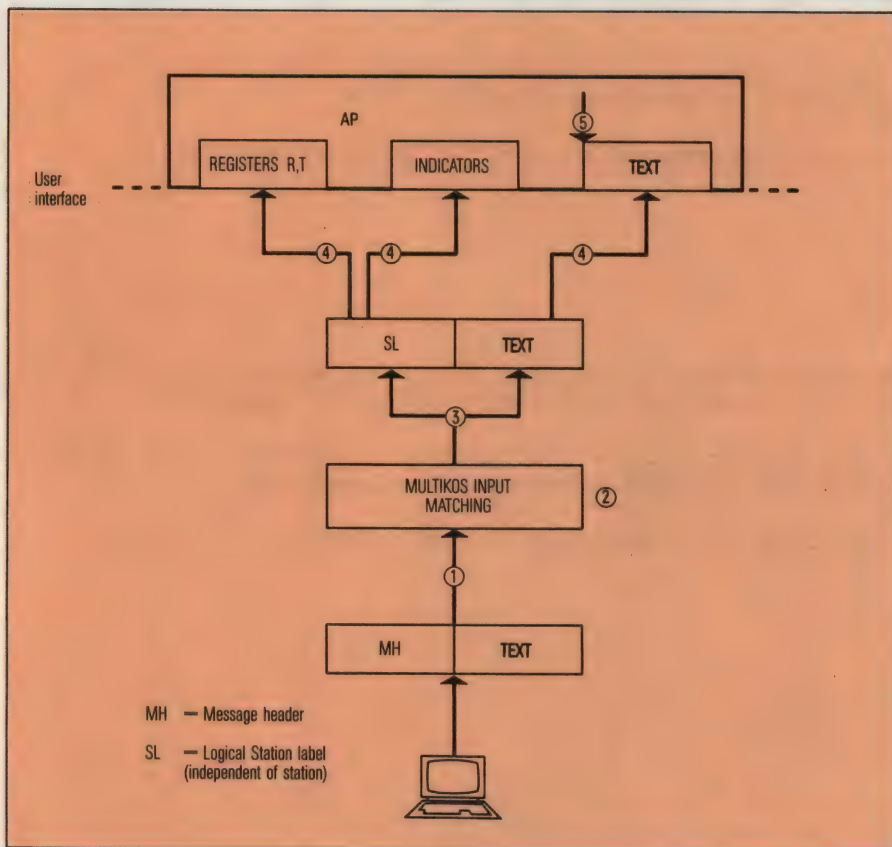 AP
⑤
REGISTERS R,T
INDICATORS
TEXT
User
interface
④
④
④
SL
TEXT
③
MULTIKOS INPUT
MATCHING
②
①
MH
TEXT
MH — Message header
SL — Logical Station label
(independent of station)